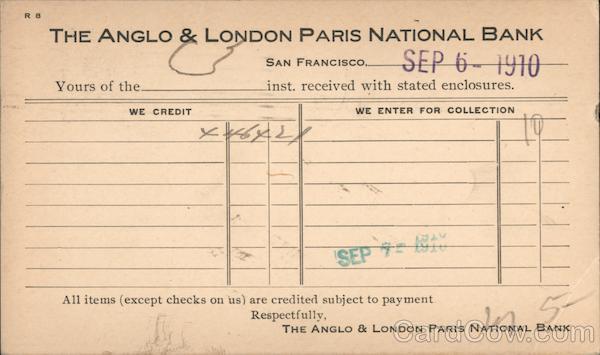 R 8
THE ANGLO & LONDON PARIS NATIONAL BANK
SAN FRANCISCO, SEP 6- 1910
Yours of the 3 inst. received with stated enclosures.
WE CREDIT WE ENTER FOR COLLECTION
44642 10
SEP 7- 1910
All items (except checks on us) are credited subject to payment
Respectfully,
THE ANGLO & LONDON PARIS NATIONAL BANK
CardCow.com